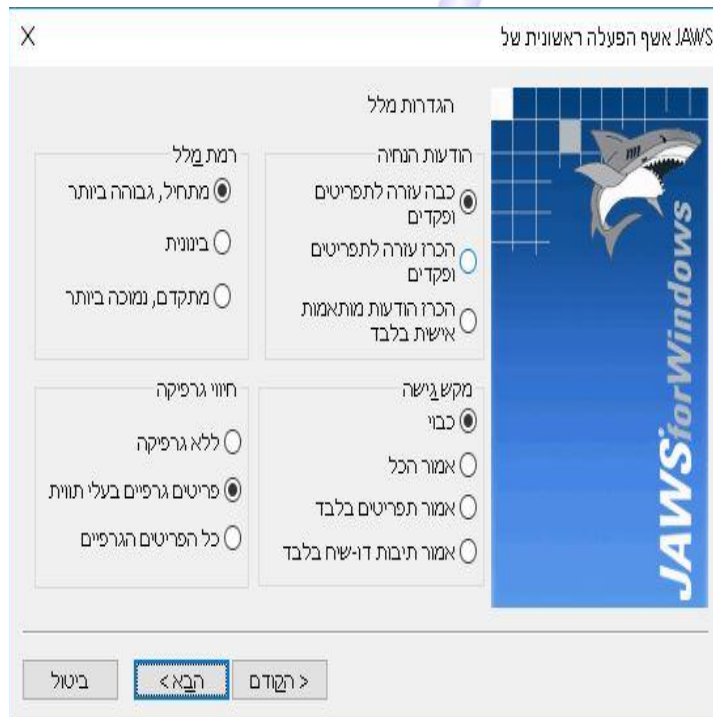 JAWS אשף הפעלה ראשונית של
X
הגדרות מלל
הודעות הנחיה
כבה עזרה לתפריטים
ופקדים
הכרז עזרה לתפריטים
ופקדים
הכרז הודעות מותאמות
אישית בלבד
רמת מלל
מתחיל, גבוהה ביותר
בינונית
מתקדם, נמוכה ביותר
מקש גישה
כבוי
אמור הכל
אמור תפריטים בלבד
אמור תיבות דו-שיח בלבד
חיווי גרפיקה
ללא גרפיקה
פריטים גרפיים בעלי תווית
כל הפריטים הגרפיים
JAWS for Windows
< הקודם
הבא >
ביטול